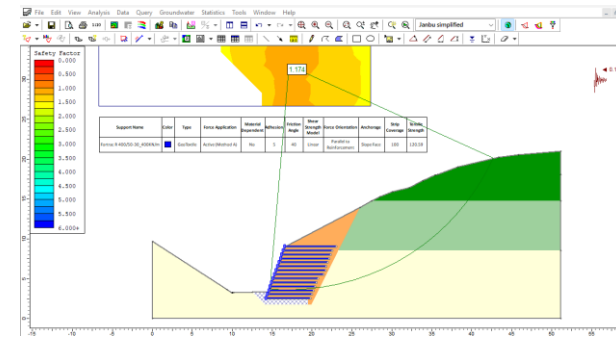 File Edit View Analysis Data Query Groundwater Statistics Tools Window Help
Janbu simplified
Safety Factor
0.000
0.500
1.000
1.500
2.000
2.500
3.000
3.500
4.000
4.500
5.000
5.500
6.000+
1.174
Support Name Color Type Force Application Material Dependent Adhesion Friction Angle Shear Strength Model Force Orientation Anchorage Strip Coverage Tensile Strength
GeoTextile Active (Method A) No 5 40 Linear Parallel to Reinforcement Slope Face 100
-15 -10 -5 0 5 10 15 20 25 30 35 40 45 50 55